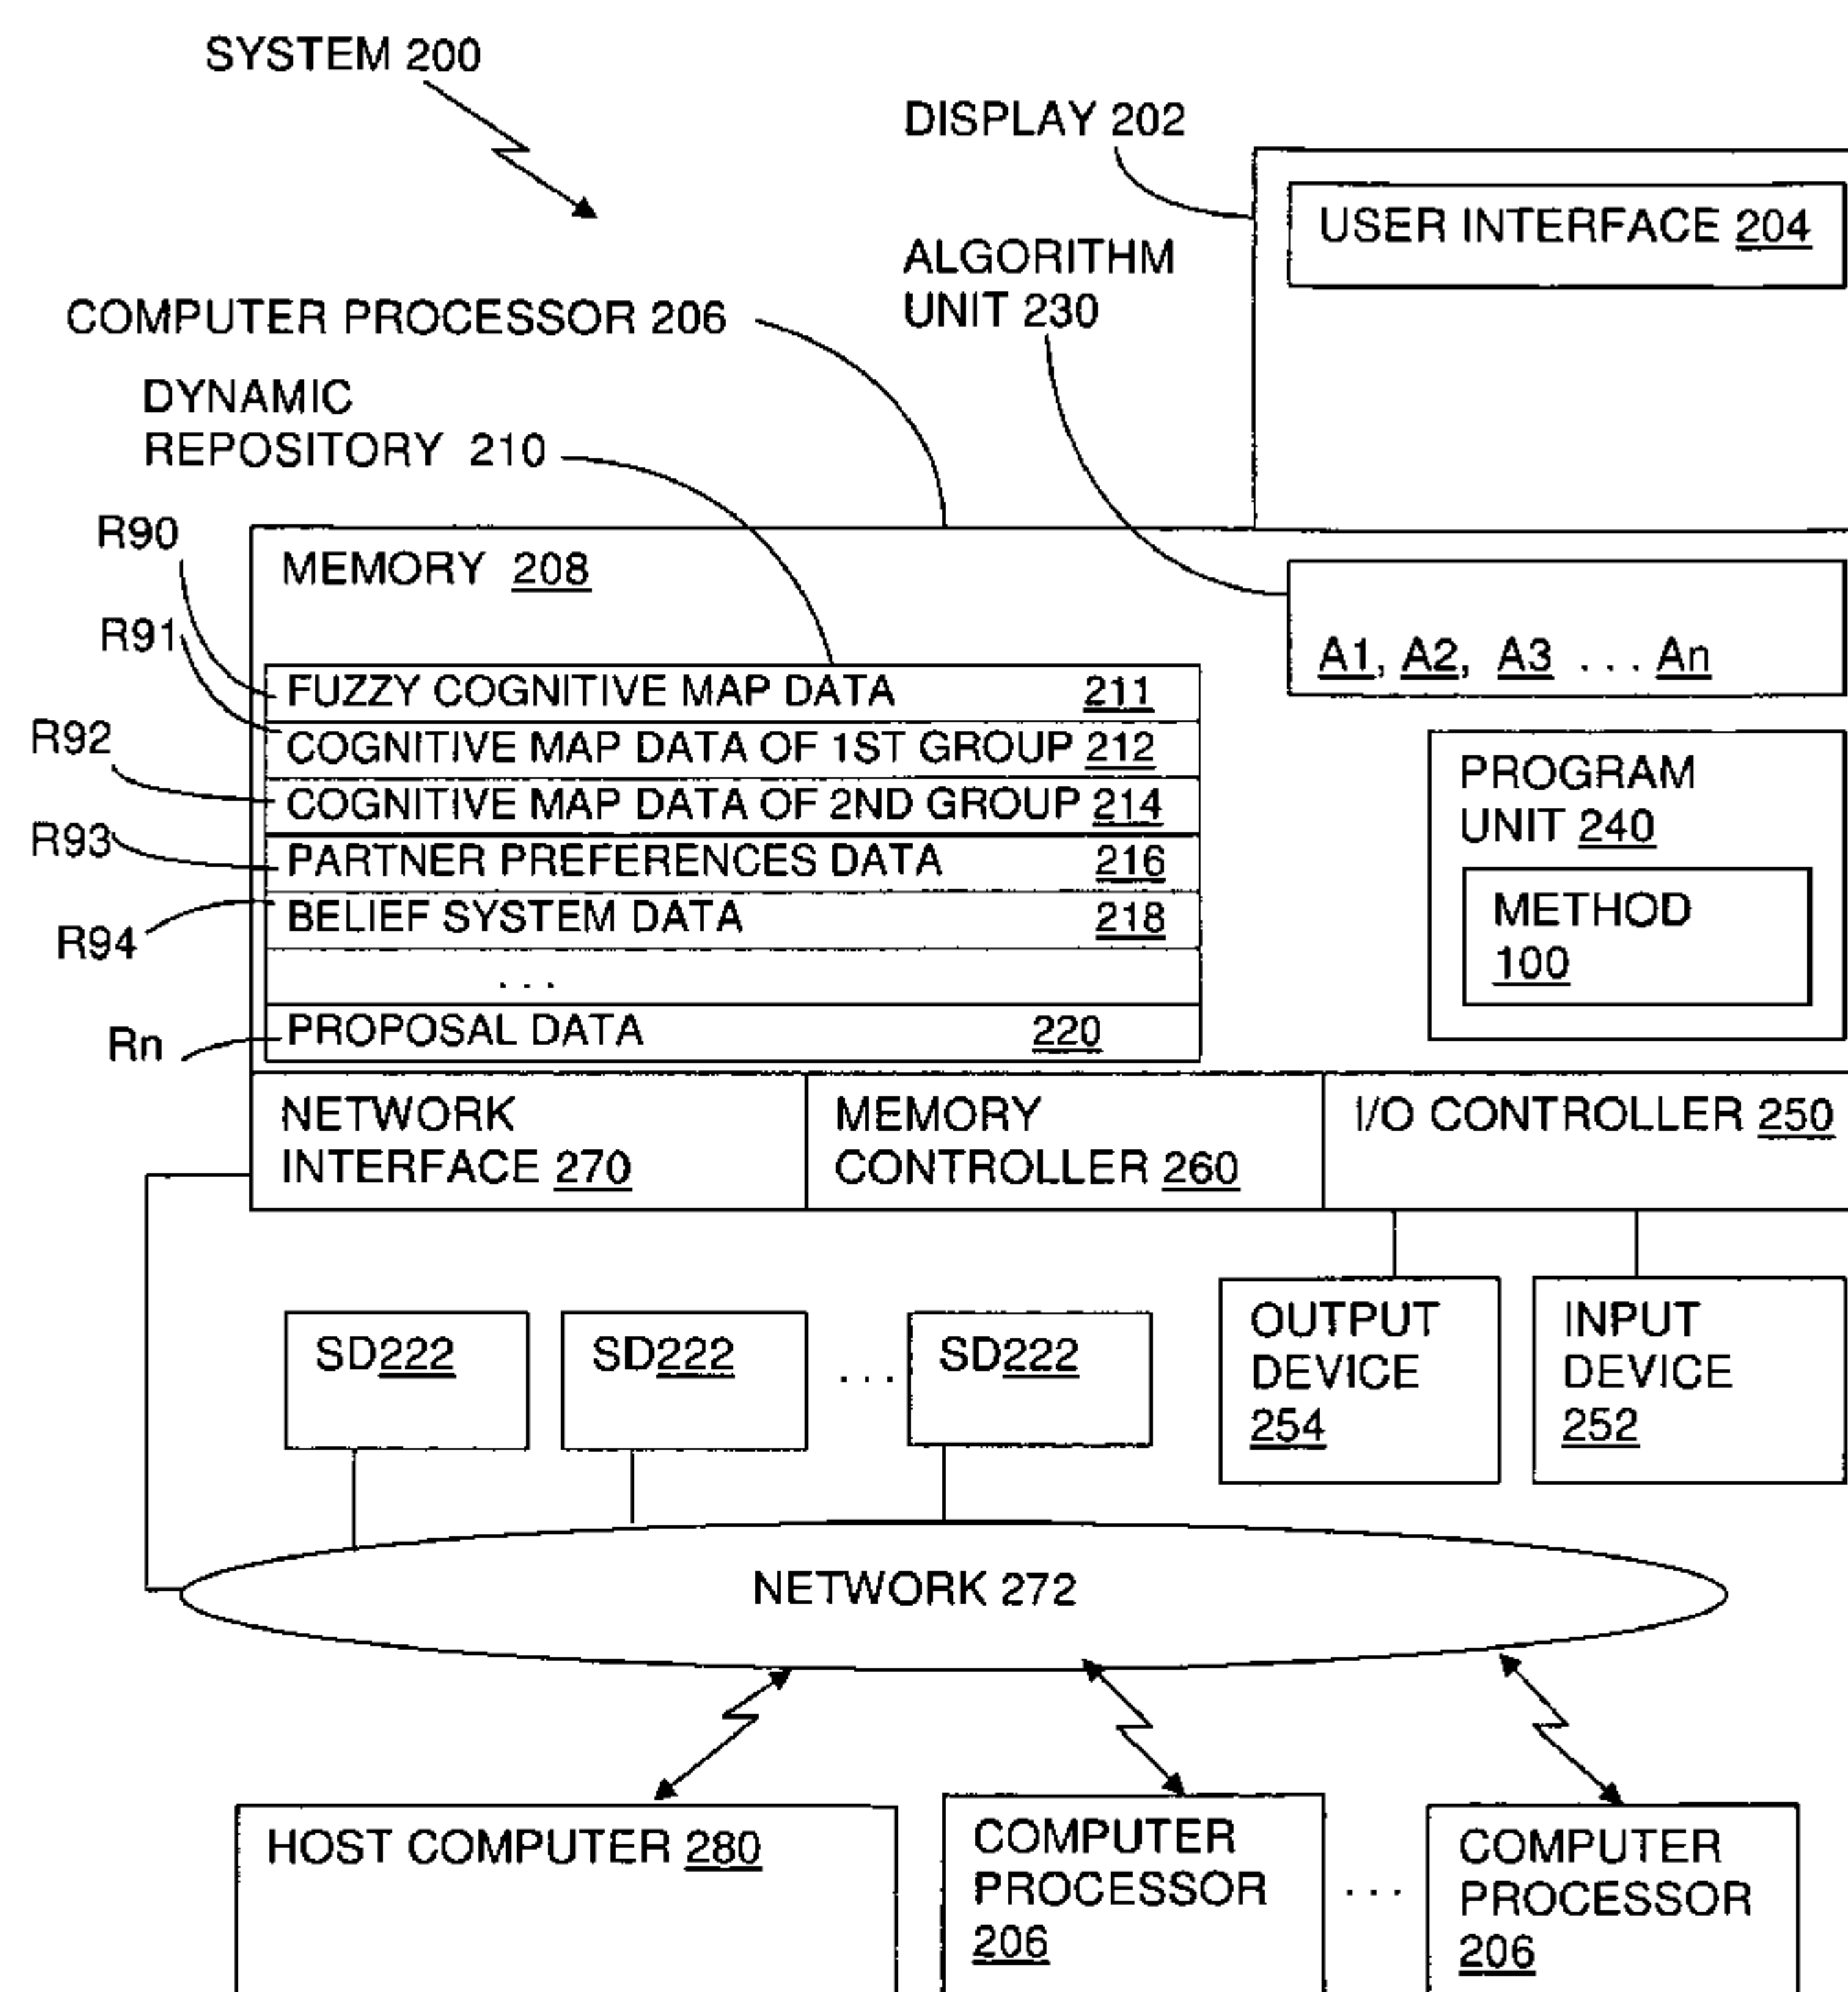 SYSTEM 200
DISPLAY 202
USER INTERFACE 204
ALGORITHM
UNIT 230
COMPUTER PROCESSOR 206
DYNAMIC
REPOSITORY 210
R90
MEMORY 208
R91
A1, A2, A3 . . . An
FUZZY COGNITIVE MAP DATA 211
R92
COGNITIVE MAP DATA OF 1ST GROUP 212
COGNITIVE MAP DATA OF 2ND GROUP 214
R93
PARTNER PREFERENCES DATA 216
R94
BELIEF SYSTEM DATA 218
. . .
Rn
PROPOSAL DATA 220
PROGRAM
UNIT 240
METHOD
100
NETWORK
INTERFACE 270
MEMORY
CONTROLLER 260
I/O CONTROLLER 250
SD222
SD222
. . .
SD222
OUTPUT
DEVICE
254
INPUT
DEVICE
252
NETWORK 272
HOST COMPUTER 280
COMPUTER
PROCESSOR
206
. . .
COMPUTER
PROCESSOR
206